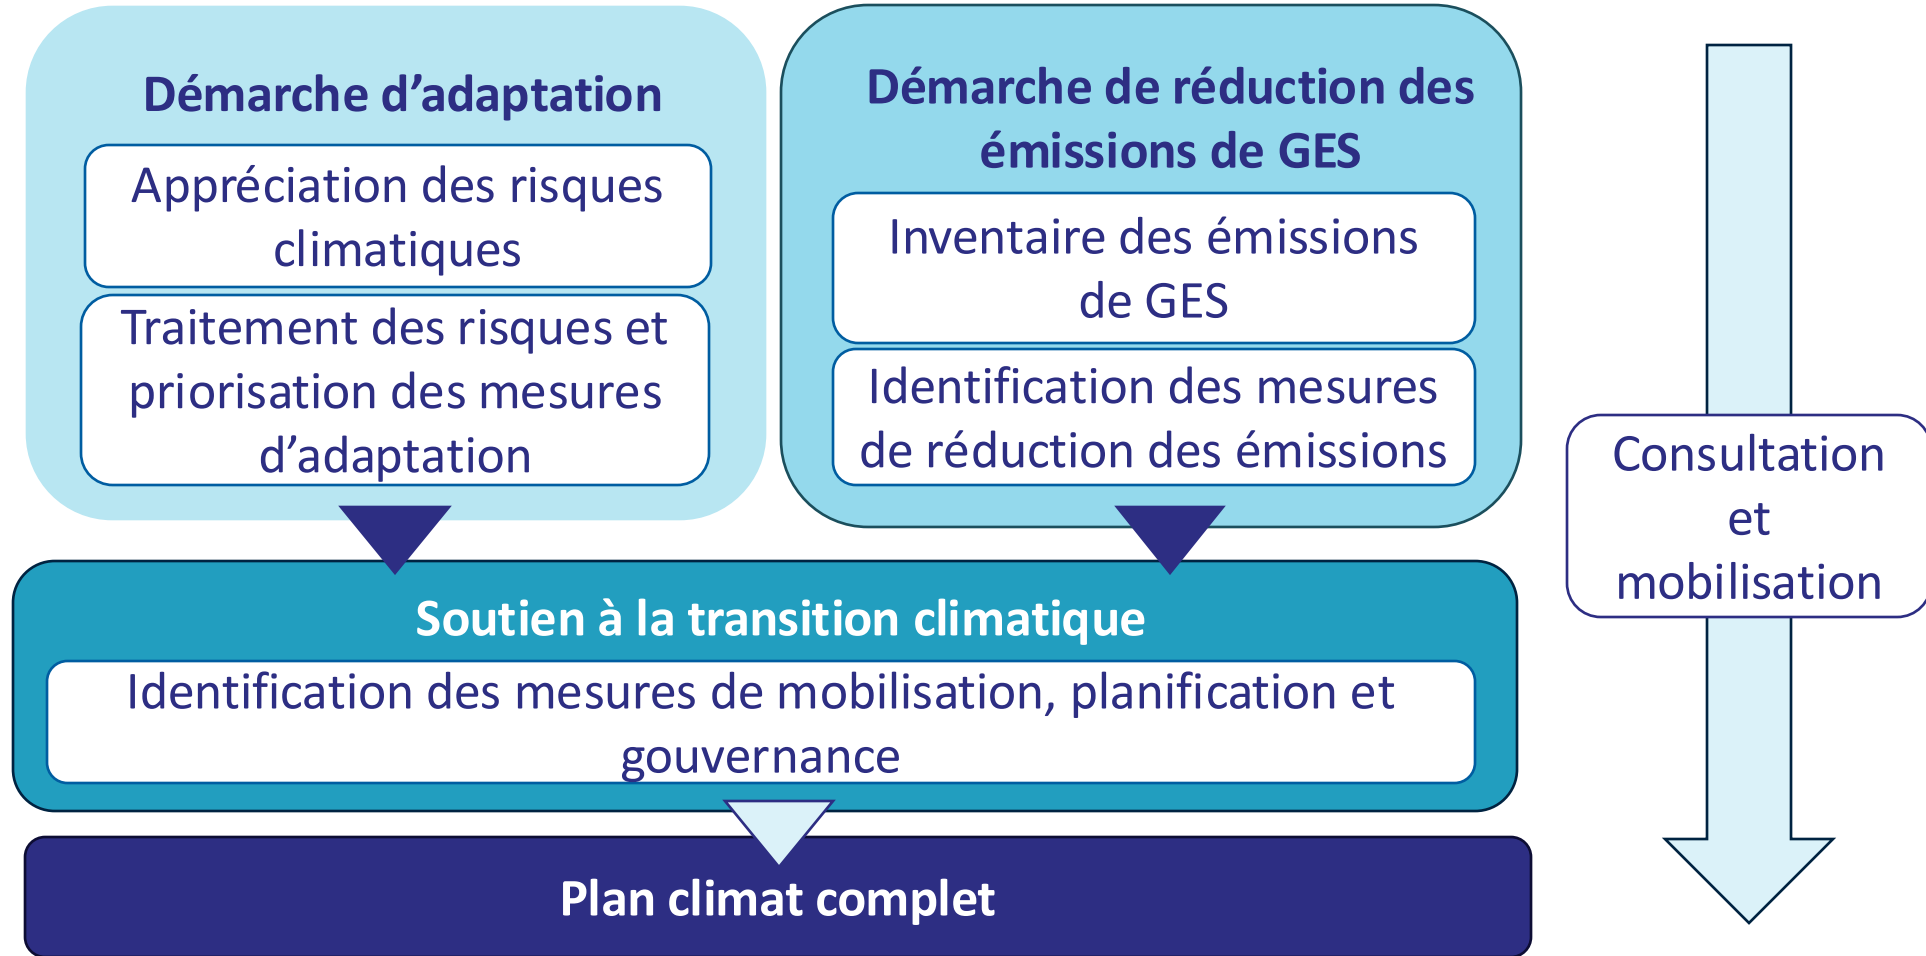 Démarche d’adaptation
Appréciation des risques
climatiques
Traitement des risques et
priorisation des mesures
d’adaptation
Démarche de réduction des
émissions de GES
Inventaire des émissions
de GES
Identification des mesures
de réduction des émissions
Consultation
et
mobilisation
Soutien à la transition climatique
Identification des mesures de mobilisation, planification et
gouvernance
Plan climat complet